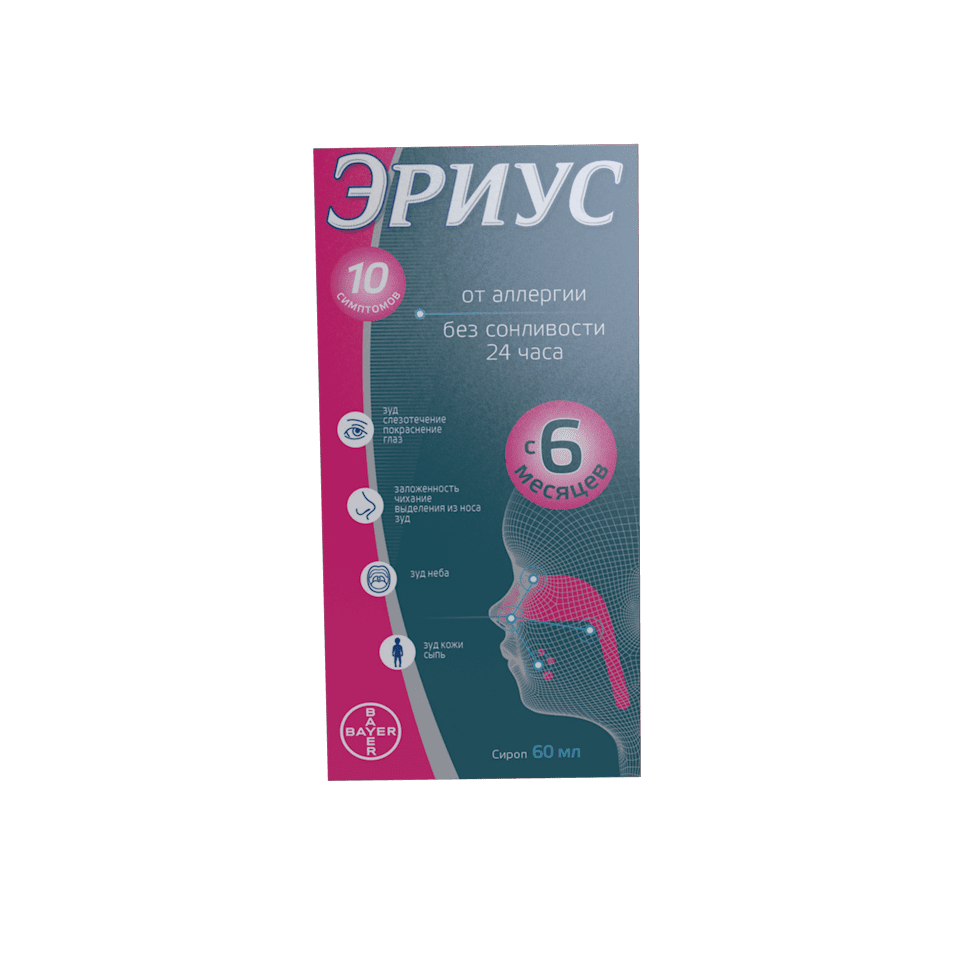 ЭРИУС
10
СИМПТОМОВ
от аллергии
без сонливости
24 часа
зуд
слезотечение
покраснение
глаз
с 6
месяцев
заложенность
чихание
выделения из носа
зуд
зуд неба
зуд кожи
сыпь
BAYER
BAYER
Сироп 60 мл